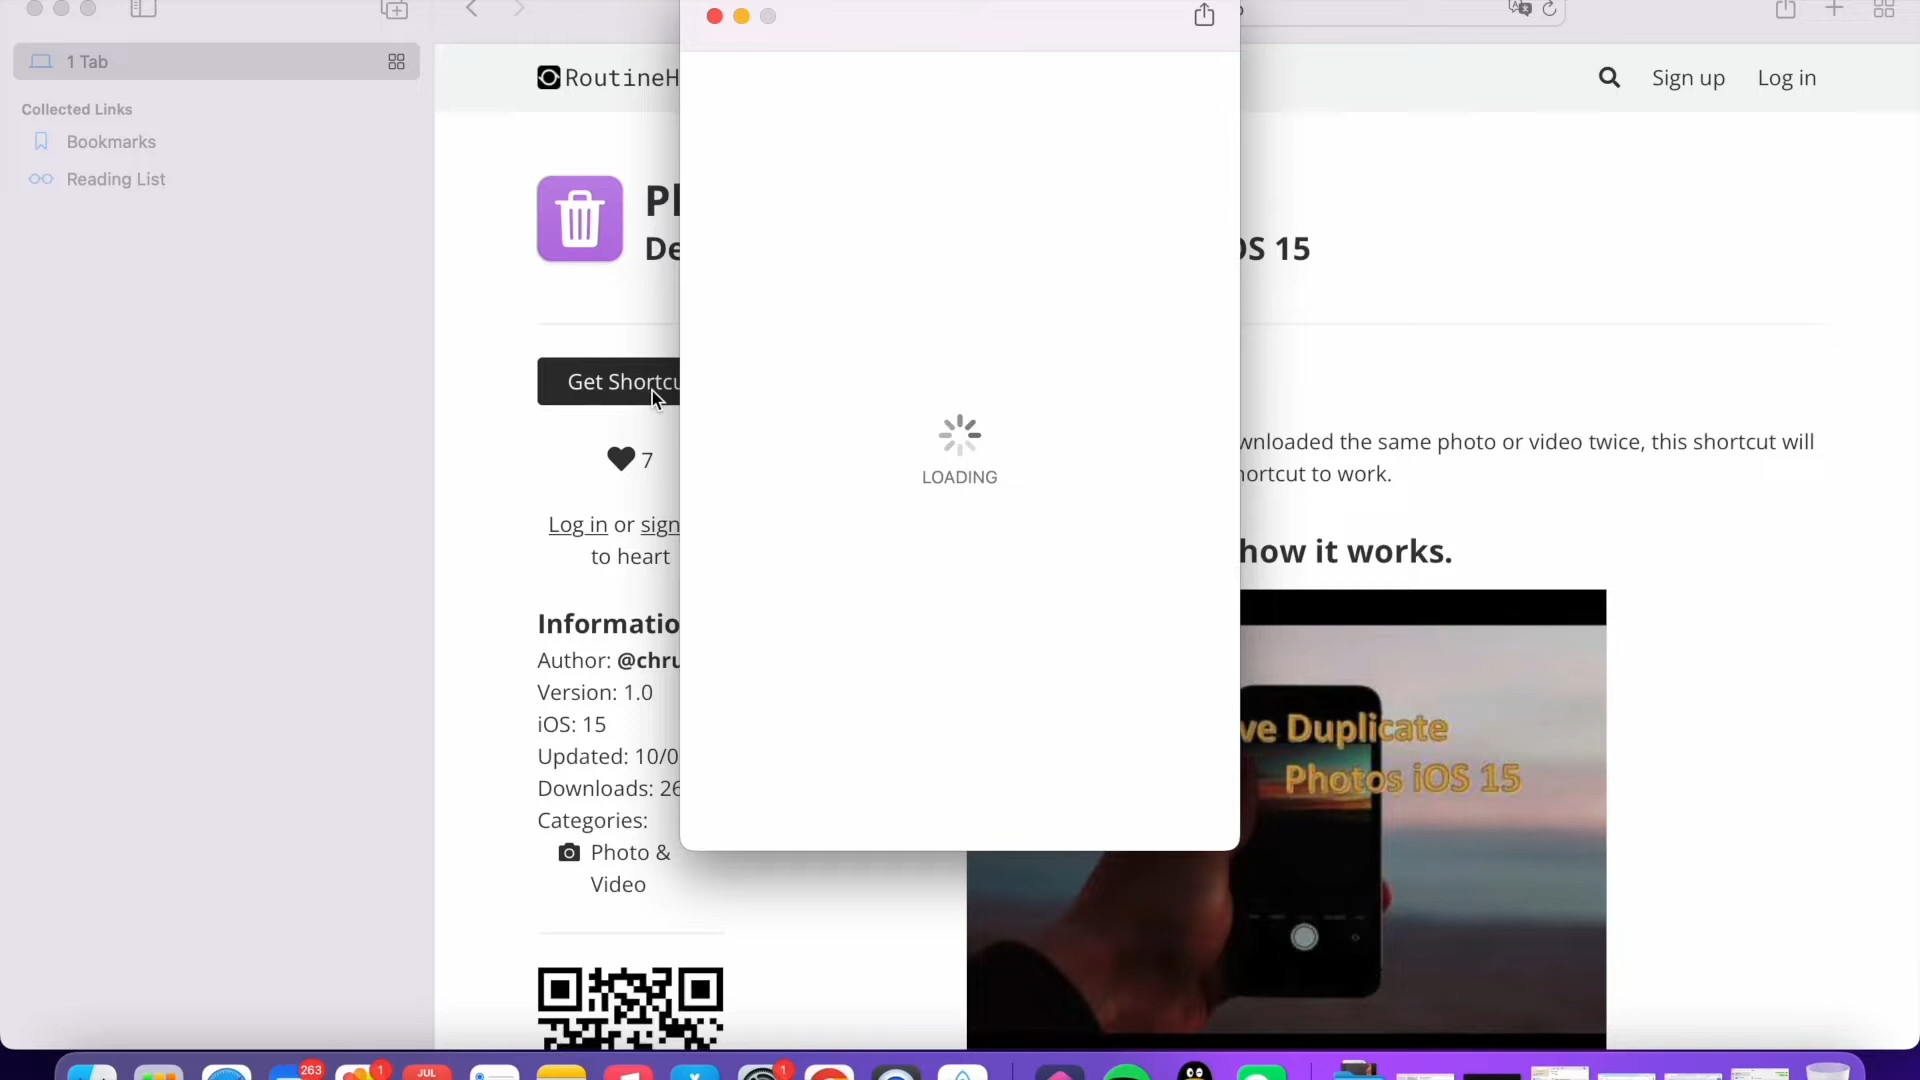 1 Tab
Collected Links
Bookmarks
Reading List
RoutineH
Sign up
Log in
OS 15
Get Shortcu
7
Log in or sign
to heart
LOADING
wnloaded the same photo or video twice, this shortcut will
ortcut to work.
how it works.
Informatio
Author: @chru
Version: 1.0
iOS: 15
Updated: 10/0
Downloads: 26
Categories:
Photo &
Video
ve Duplicate
Photos iOS 15
263
1
JUL
1